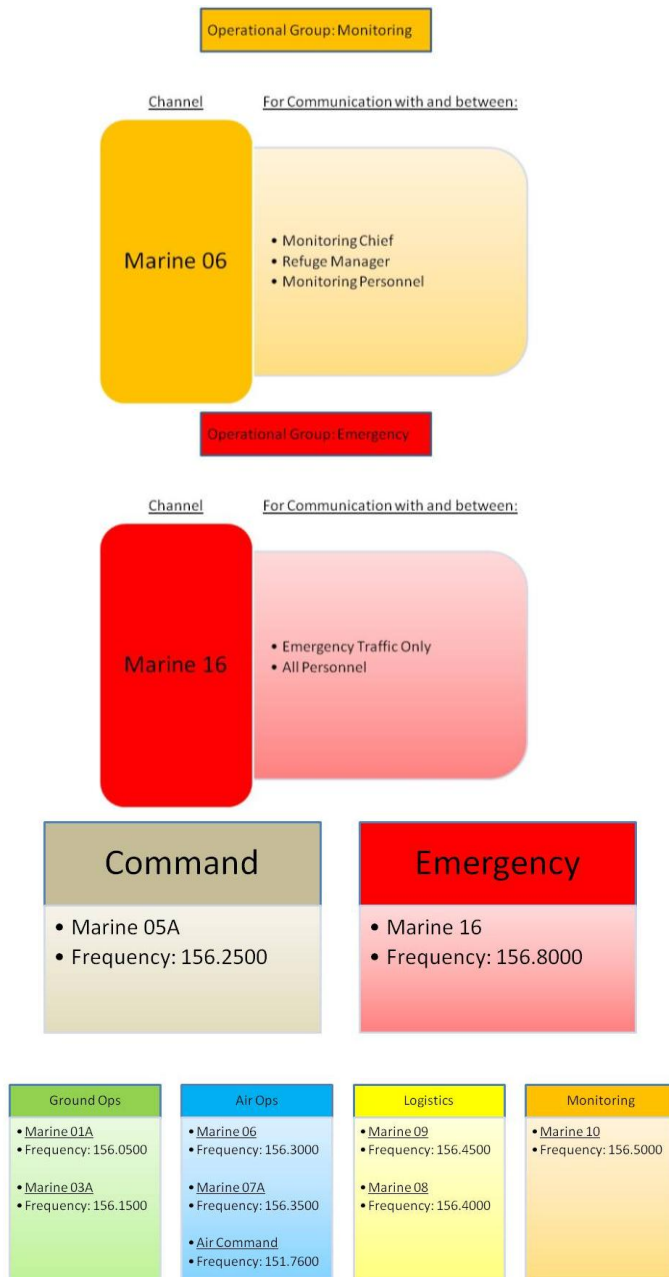 Operational Group: Monitoring
Channel
For Communication with and between:
Marine 06
• Monitoring Chief
• Refuge Manager
• Monitoring Personnel
Operational Group: Emergency
Channel
For Communication with and between:
Marine 16
• Emergency Traffic Only
• All Personnel
Command
• Marine 05A
• Frequency: 156.2500
Emergency
• Marine 16
• Frequency: 156.8000
Ground Ops
• Marine 01A
• Frequency: 156.0500
• Marine 03A
• Frequency: 156.1500
Air Ops
• Marine 06
• Frequency: 156.3000
• Marine 07A
• Frequency: 156.3500
• Air Command
• Frequency: 151.7600
Logistics
• Marine 09
• Frequency: 156.4500
• Marine 08
• Frequency: 156.4000
Monitoring
• Marine 10
• Frequency: 156.5000